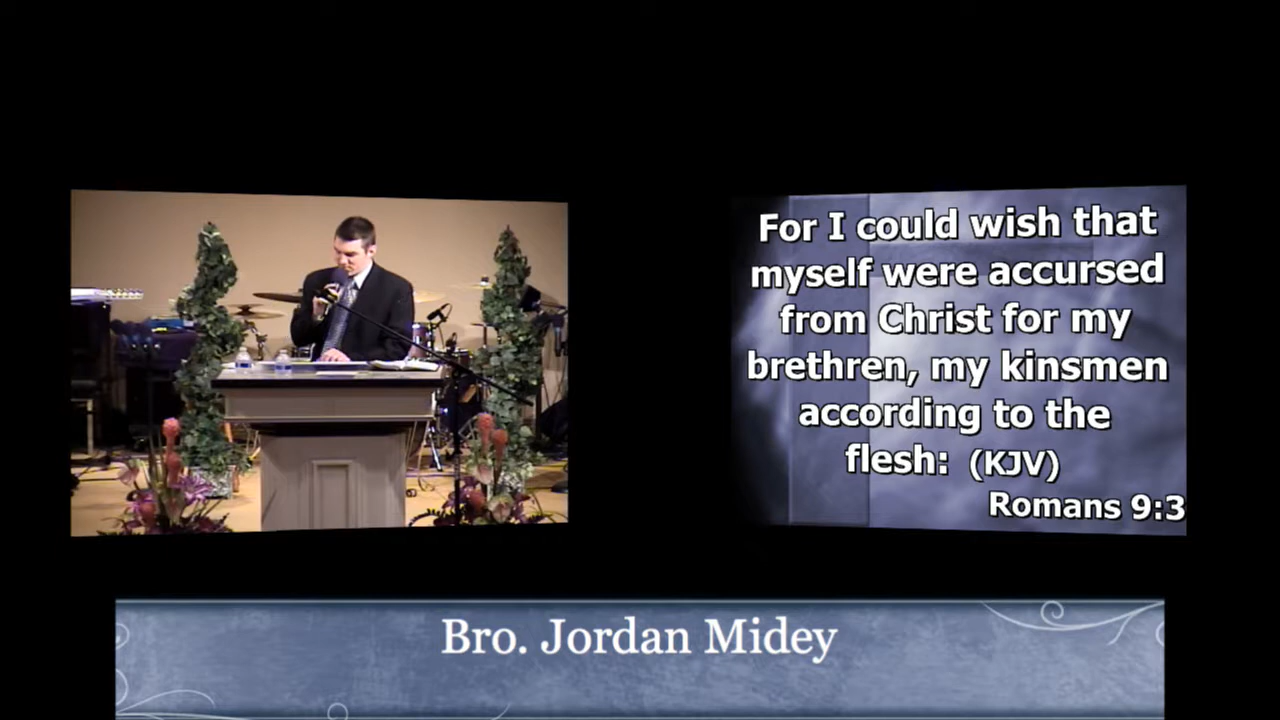 For I could wish that
myself were accursed
from Christ for my
brethren, my kinsmen
according to the
flesh: (KJV)
Romans 9:3
Bro. Jordan Midey